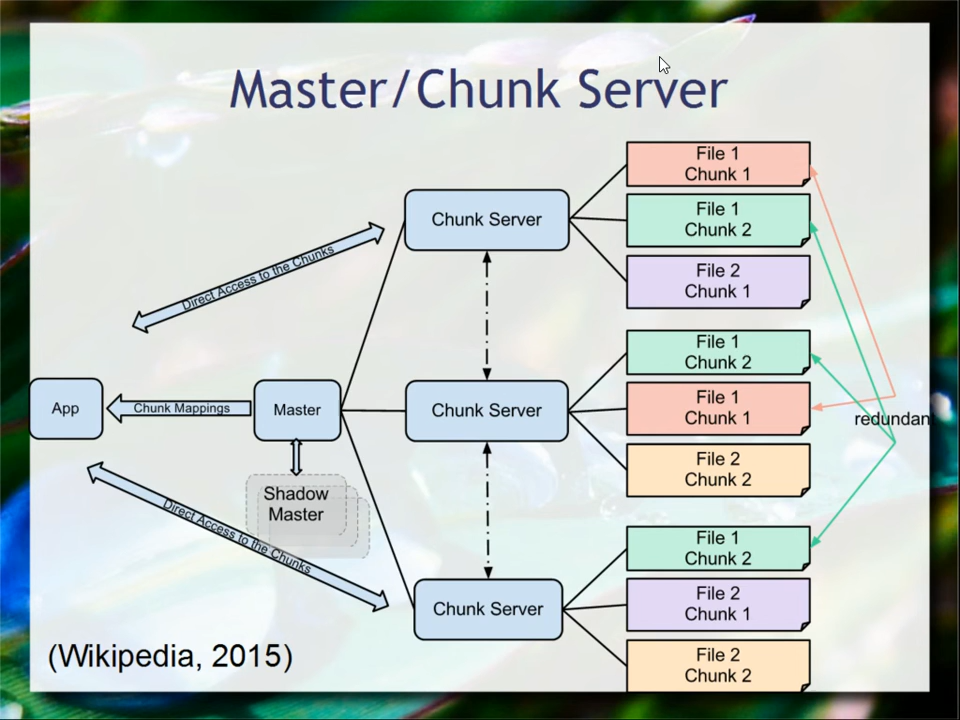 Master/Chunk Server
File 1
Chunk 1
File 1
Chunk 2
File 2
Chunk 1
Chunk Server
Direct Access to the Chunks
File 1
Chunk 2
File 1
Chunk 1
File 2
Chunk 2
App
Chunk Mappings
Master
Chunk Server
redundant
Shadow
Master
Direct Access to the Chunks
File 1
Chunk 2
File 2
Chunk 1
File 2
Chunk 2
Chunk Server
(Wikipedia, 2015)